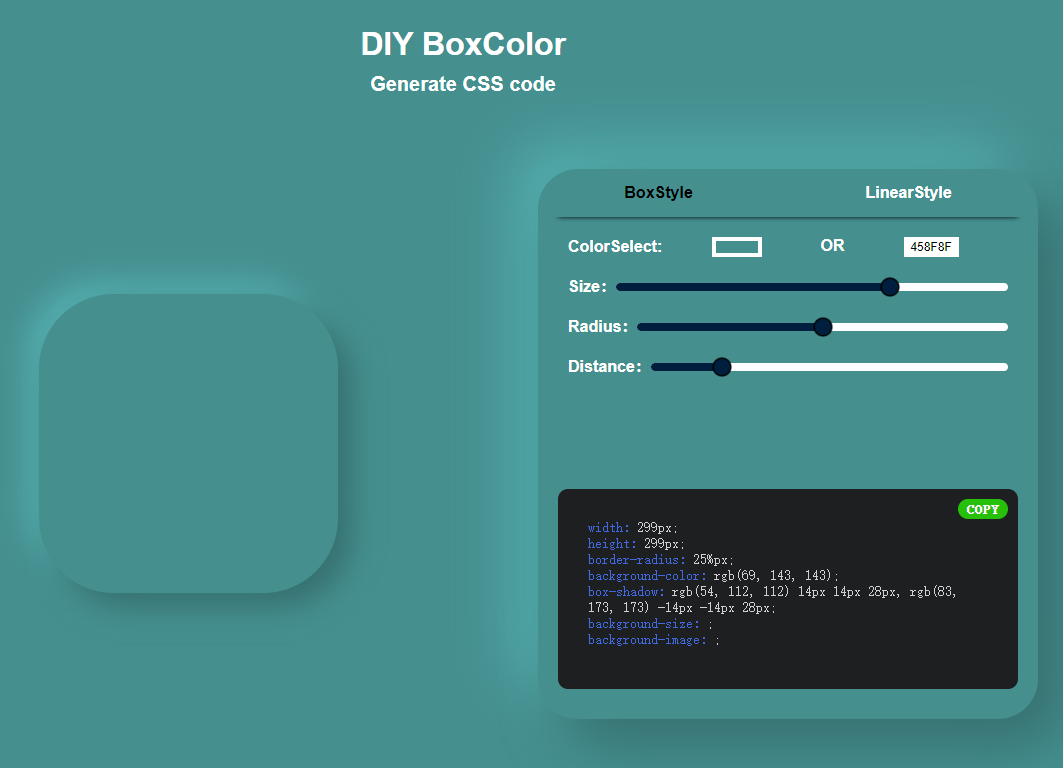 DIY BoxColor
Generate CSS code
BoxStyle LinearStyle
ColorSelect: OR 458F8F
Size:
Radius:
Distance:
COPY
width: 299px;
height: 299px;
border-radius: 25%px;
background-color: rgb(69, 143, 143);
box-shadow: rgb(54, 112, 112) 14px 14px 28px, rgb(83,
173, 173) -14px -14px 28px;
background-size: ;
background-image: ;